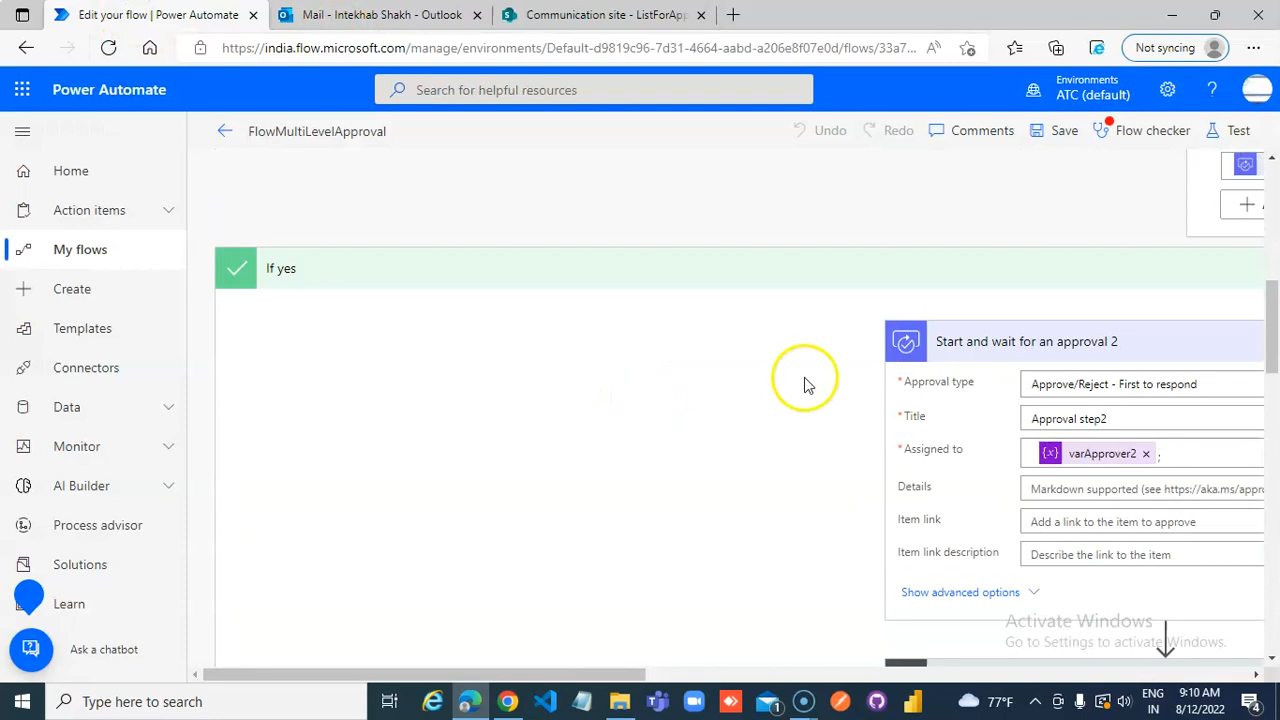 Edit your flow | Power Automate
Mail - Intekhab Shakh - Outlook
Communication site - ListForApp
https://india.flow.microsoft.com/manage/environments/Default-d9819c96-7d31-4664-aabd-a206e8f07e0d/flows/33a7...
Not syncing
Power Automate
Search for helpful resources
Environments
ATC (default)
FlowMultiLevelApproval
Undo
Redo
Comments
Save
Flow checker
Test
Home
Action items
My flows
Create
Templates
Connectors
Data
Monitor
AI Builder
Process advisor
Solutions
Learn
Ask a chatbot
If yes
Start and wait for an approval 2
* Approval type
Approve/Reject - First to respond
* Title
Approval step2
* Assigned to
{x} varApprover2 × ;
Details
Markdown supported (see https://aka.ms/appro
Item link
Add a link to the item to approve
Item link description
Describe the link to the item
Show advanced options
Activate Windows
Go to Settings to activate Windows.
Type here to search
1
77°F
ENG
IN
9:10 AM
8/12/2022
4